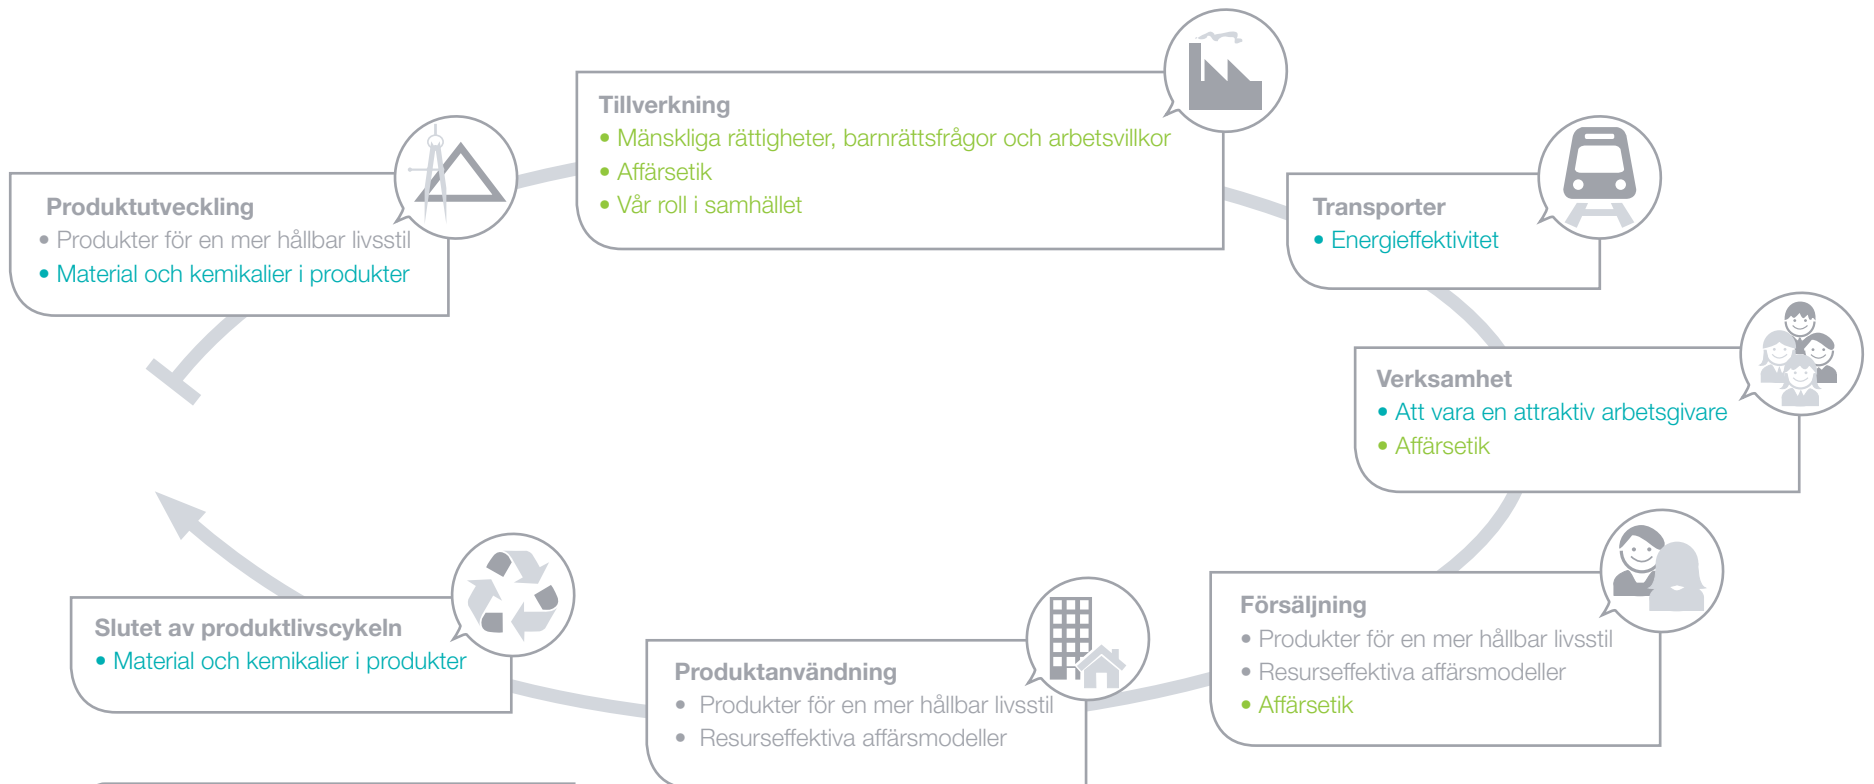 Produktutveckling
• Produkter för en mer hållbar livsstil
• Material och kemikalier i produkter
Tillverkning
• Mänskliga rättigheter, barnrättsfrågor och arbetsvillkor
• Affärsetik
• Vår roll i samhället
Transporter
• Energieffektivitet
Verksamhet
• Att vara en attraktiv arbetsgivare
• Affärsetik
Försäljning
• Produkter för en mer hållbar livsstil
• Resurseffektiva affärsmodeller
• Affärsetik
Produktanvändning
• Produkter för en mer hållbar livsstil
• Resurseffektiva affärsmodeller
Slutet av produktlivscykeln
• Material och kemikalier i produkter